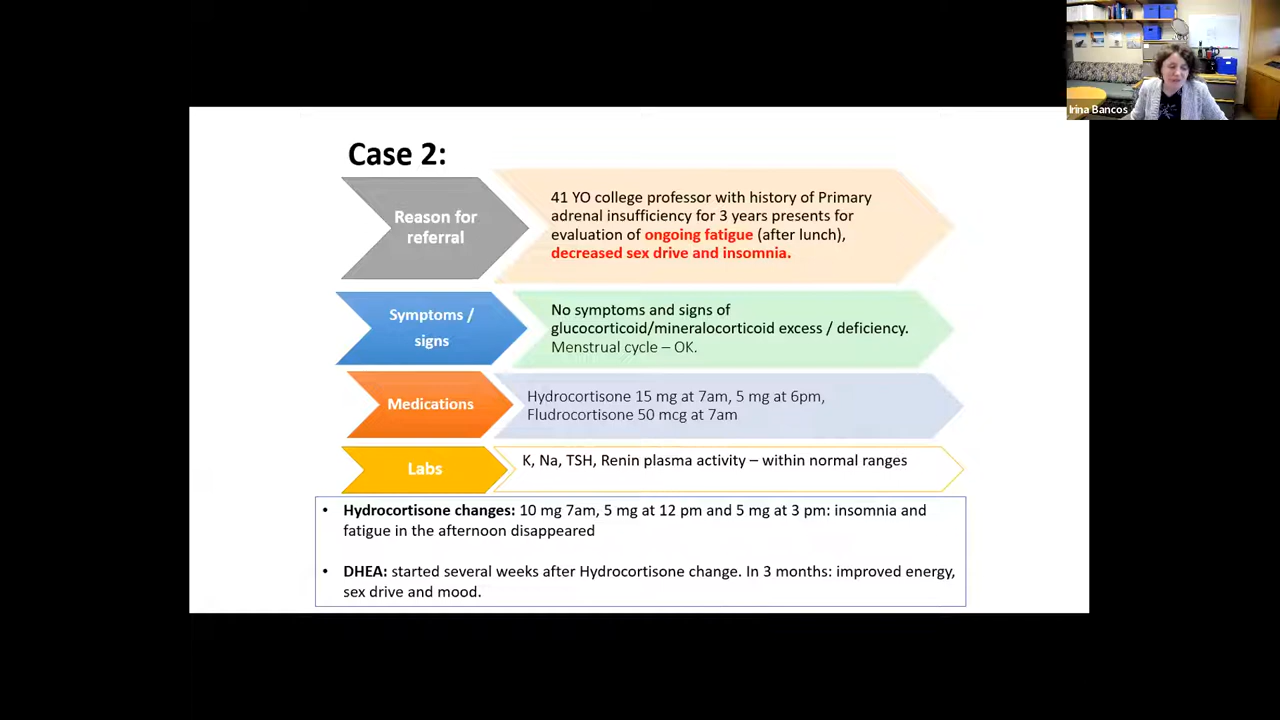 Irina Bancos
Case 2:
Reason for
referral
41 YO college professor with history of Primary
adrenal insufficiency for 3 years presents for
evaluation of ongoing fatigue (after lunch),
decreased sex drive and insomnia.
Symptoms /
signs
No symptoms and signs of
glucocorticoid/mineralocorticoid excess / deficiency.
Menstrual cycle – OK.
Medications
Hydrocortisone 15 mg at 7am, 5 mg at 6pm,
Fludrocortisone 50 mcg at 7am
Labs
K, Na, TSH, Renin plasma activity – within normal ranges
• Hydrocortisone changes: 10 mg 7am, 5 mg at 12 pm and 5 mg at 3 pm: insomnia and
fatigue in the afternoon disappeared
• DHEA: started several weeks after Hydrocortisone change. In 3 months: improved energy,
sex drive and mood.